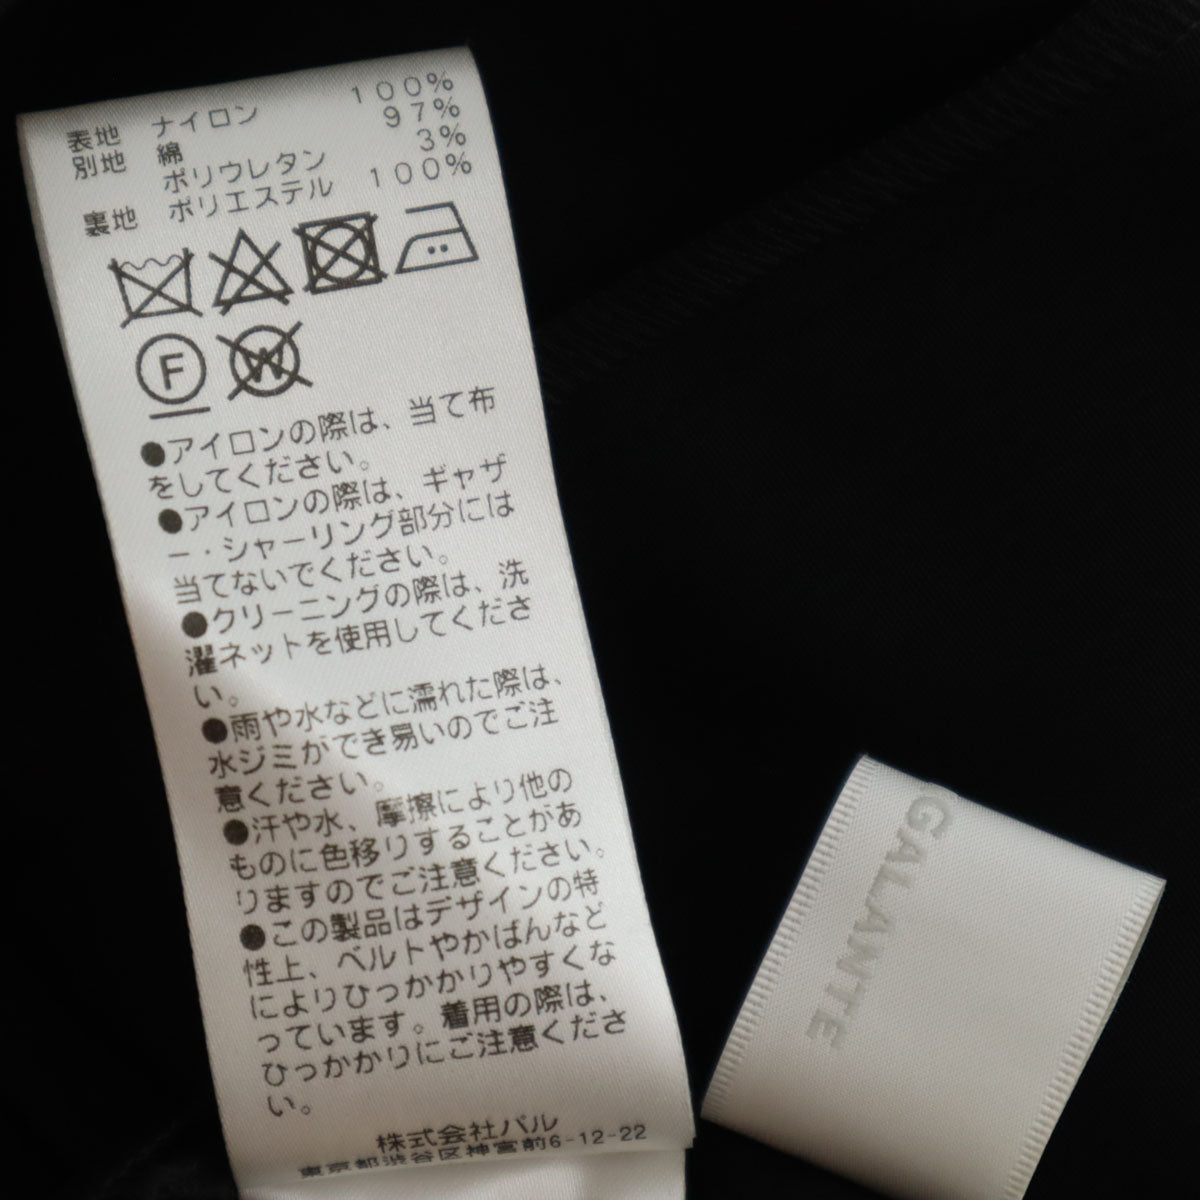 表地 ナイロン 100%
別地 綿 97%
ポリウレタン 3%
裏地 ポリエステル 100%
F W
●アイロンの際は、当て布
をしてください。
●アイロンの際は、ギャザ
ー・シャーリング部分には
当てないでください。
●クリーニングの際は、洗
濯ネットを使用してくださ
い。
●雨や水などに濡れた際は、
水ジミができ易いのでご注
意ください。
●汗や水、摩擦により他の
ものに色移りすることがあ
りますのでご注意ください。
●この製品はデザインの特
性上、ベルトやかばんなど
によりひっかかりやすくな
っています。着用の際は、
ひっかかりにご注意くださ
い。
株式会社パル
東京都渋谷区神宮前6-12-22
GALANTE